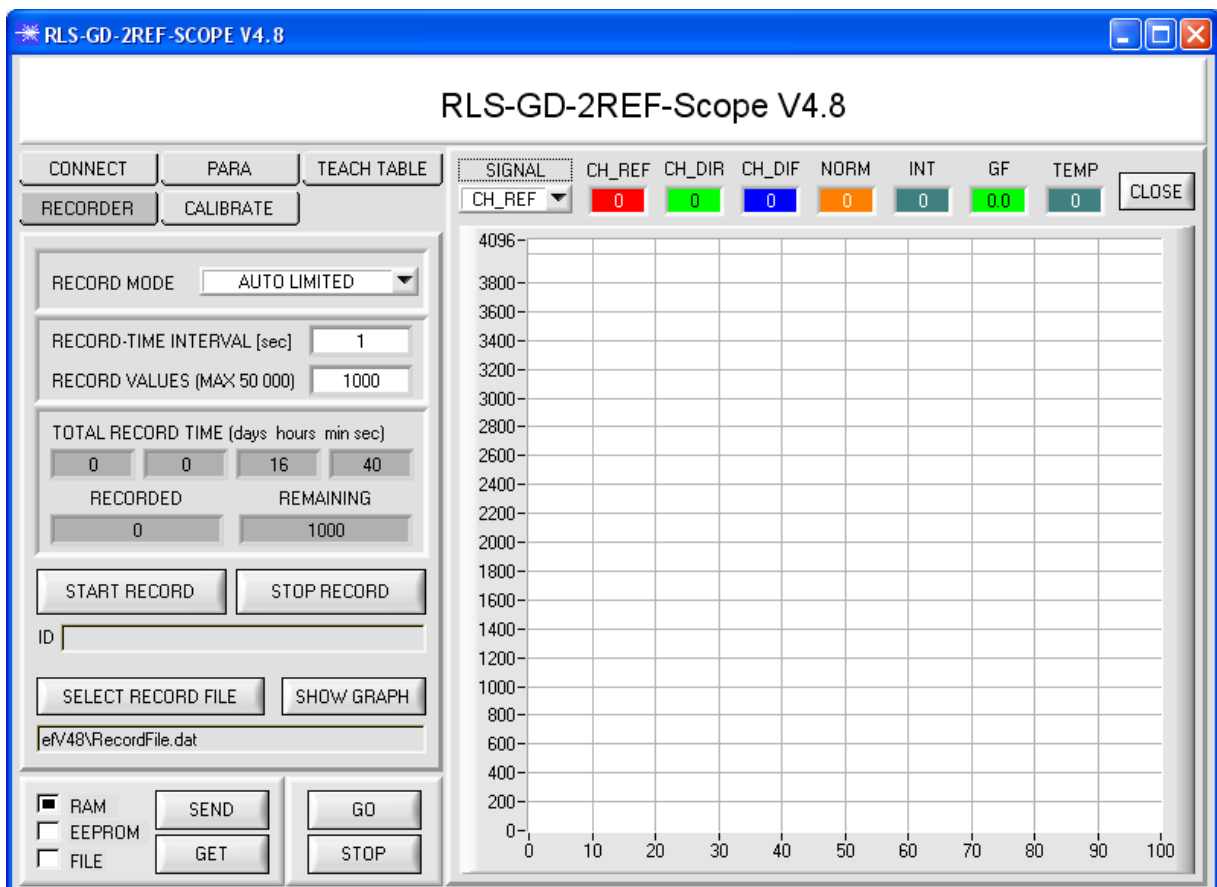 RLS-GD-2REF-SCOPE V4.8
RLS-GD-2REF-Scope V4.8
CONNECT PARA TEACH TABLE
RECORDER CALIBRATE
RECORD MODE AUTO LIMITED
RECORD-TIME INTERVAL [sec] 1
RECORD VALUES (MAX 50 000) 1000
TOTAL RECORD TIME (days hours min sec)
0 0 16 40
RECORDED REMAINING
0 1000
START RECORD STOP RECORD
ID
SELECT RECORD FILE SHOW GRAPH
efV48\RecordFile.dat
RAM SEND GO
EEPROM
FILE GET STOP
SIGNAL CH_REF CH_DIR CH_DIF NORM INT GF TEMP CLOSE
CH_REF 0 0 0 0 0 0.0 0
4096
3800
3600
3400
3200
3000
2800
2600
2400
2200
2000
1800
1600
1400
1200
1000
800
600
400
200
0
0 10 20 30 40 50 60 70 80 90 100